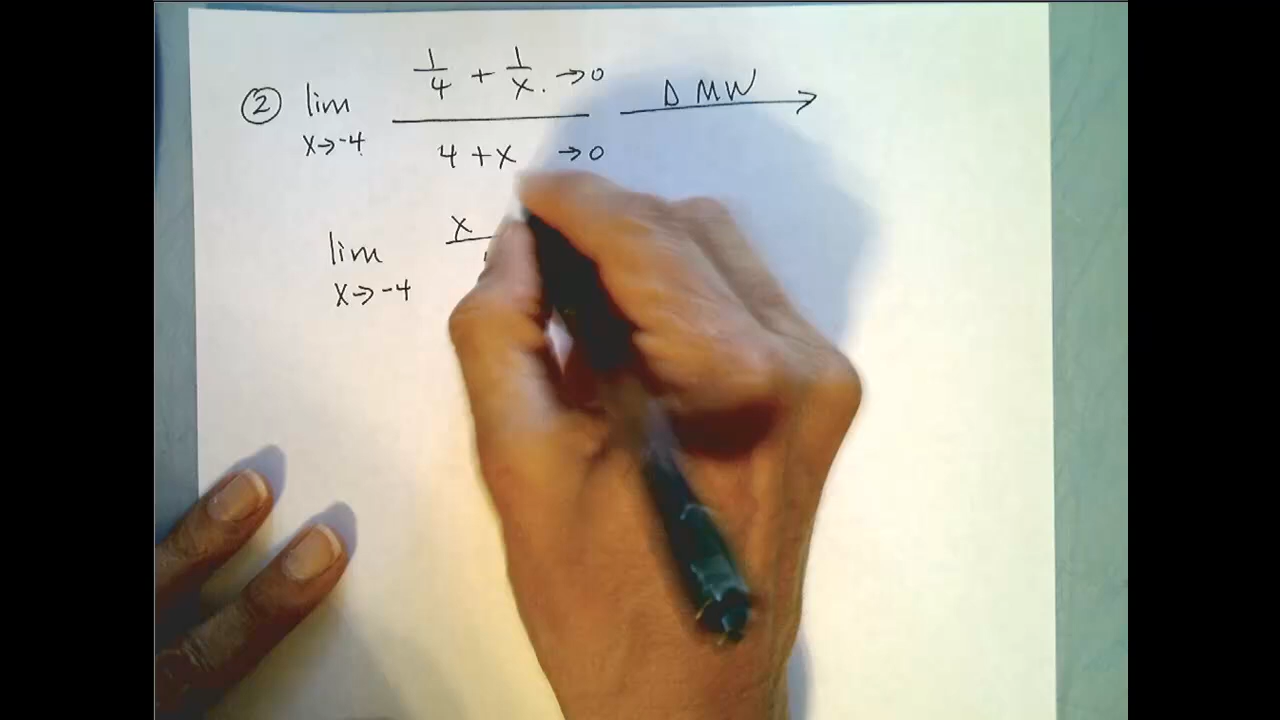 ② lim x→-4 (1/4 + 1/x.)/(4 + x) →0 →0 DMW →
lim x→-4 x